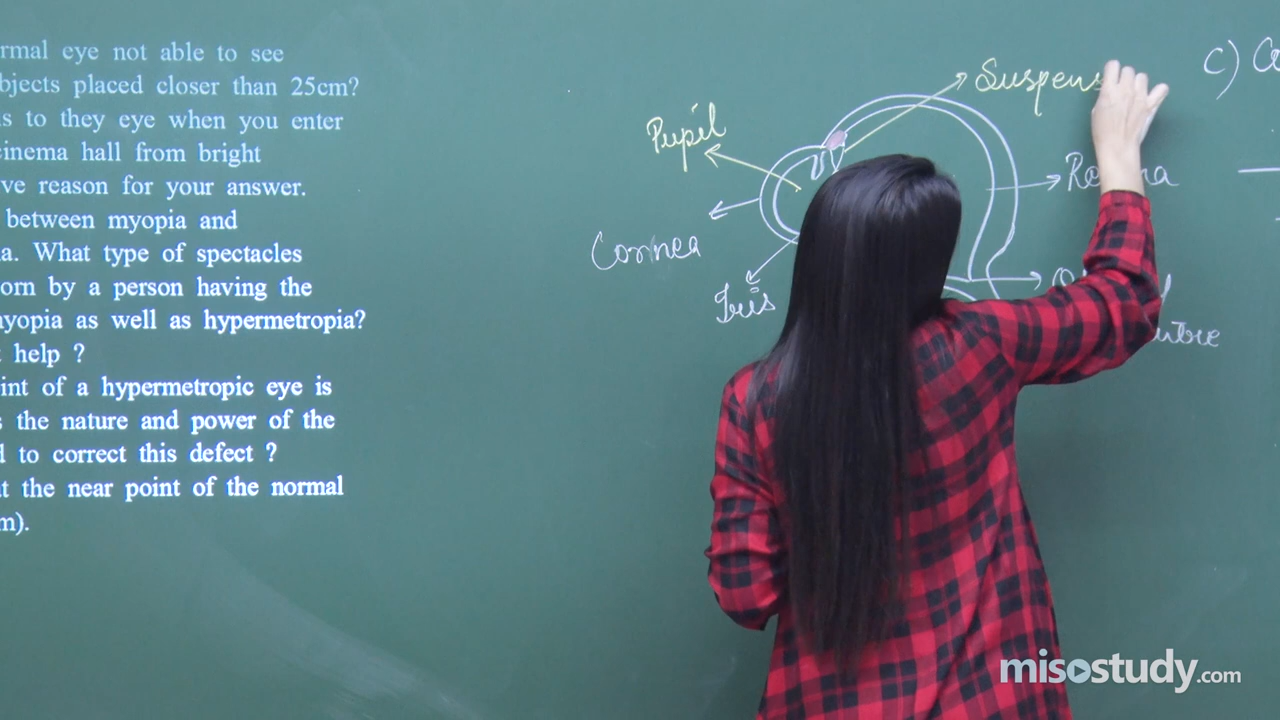 rmal eye not able to see
bjects placed closer than 25cm?
s to they eye when you enter
cinema hall from bright
ve reason for your answer.
between myopia and
a. What type of spectacles
orn by a person having the
nyopia as well as hypermetropia?
help ?
int of a hypermetropic eye is
s the nature and power of the
d to correct this defect ?
at the near point of the normal
m).
Pupil
Cornea
Iris
Suspens
c)
misostudy.com